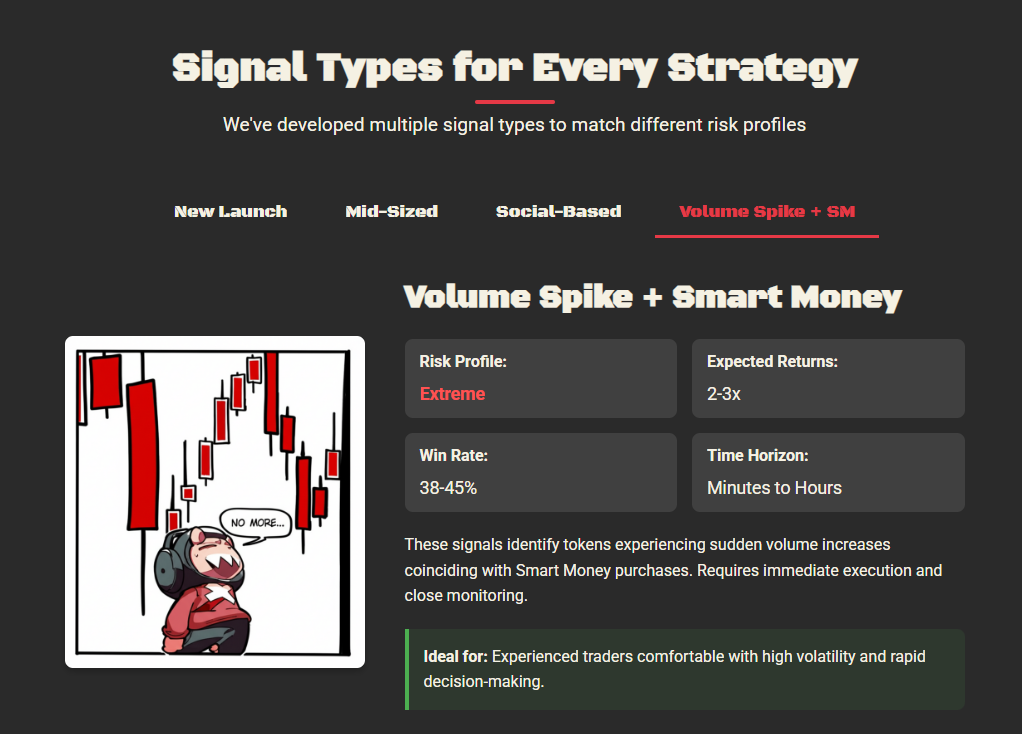 Signal Types for Every Strategy
We've developed multiple signal types to match different risk profiles
New Launch
Mid-Sized
Social-Based
Volume Spike + SM
Volume Spike + Smart Money
Risk Profile:
Extreme
Expected Returns:
2-3x
Win Rate:
38-45%
Time Horizon:
Minutes to Hours
NO MORE...
These signals identify tokens experiencing sudden volume increases
coinciding with Smart Money purchases. Requires immediate execution and
close monitoring.
Ideal for: Experienced traders comfortable with high volatility and rapid
decision-making.